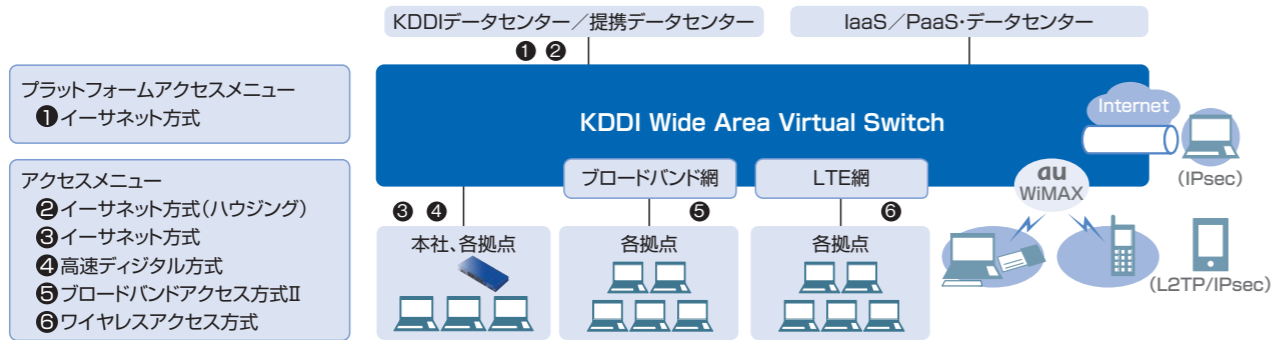 KDDIデータセンター／提携データセンター
IaaS／PaaS・データセンター
❶ ❷
プラットフォームアクセスメニュー
❶イーサネット方式
KDDI Wide Area Virtual Switch
Internet
(IPsec)
アクセスメニュー
❷イーサネット方式(ハウジング)
❸イーサネット方式
❹高速ディジタル方式
❺ブロードバンドアクセス方式Ⅱ
❻ワイヤレスアクセス方式
ブロードバンド網
LTE網
au
WiMAX
❸ ❹
❺
❻
本社、各拠点
各拠点
各拠点
(L2TP/IPsec)